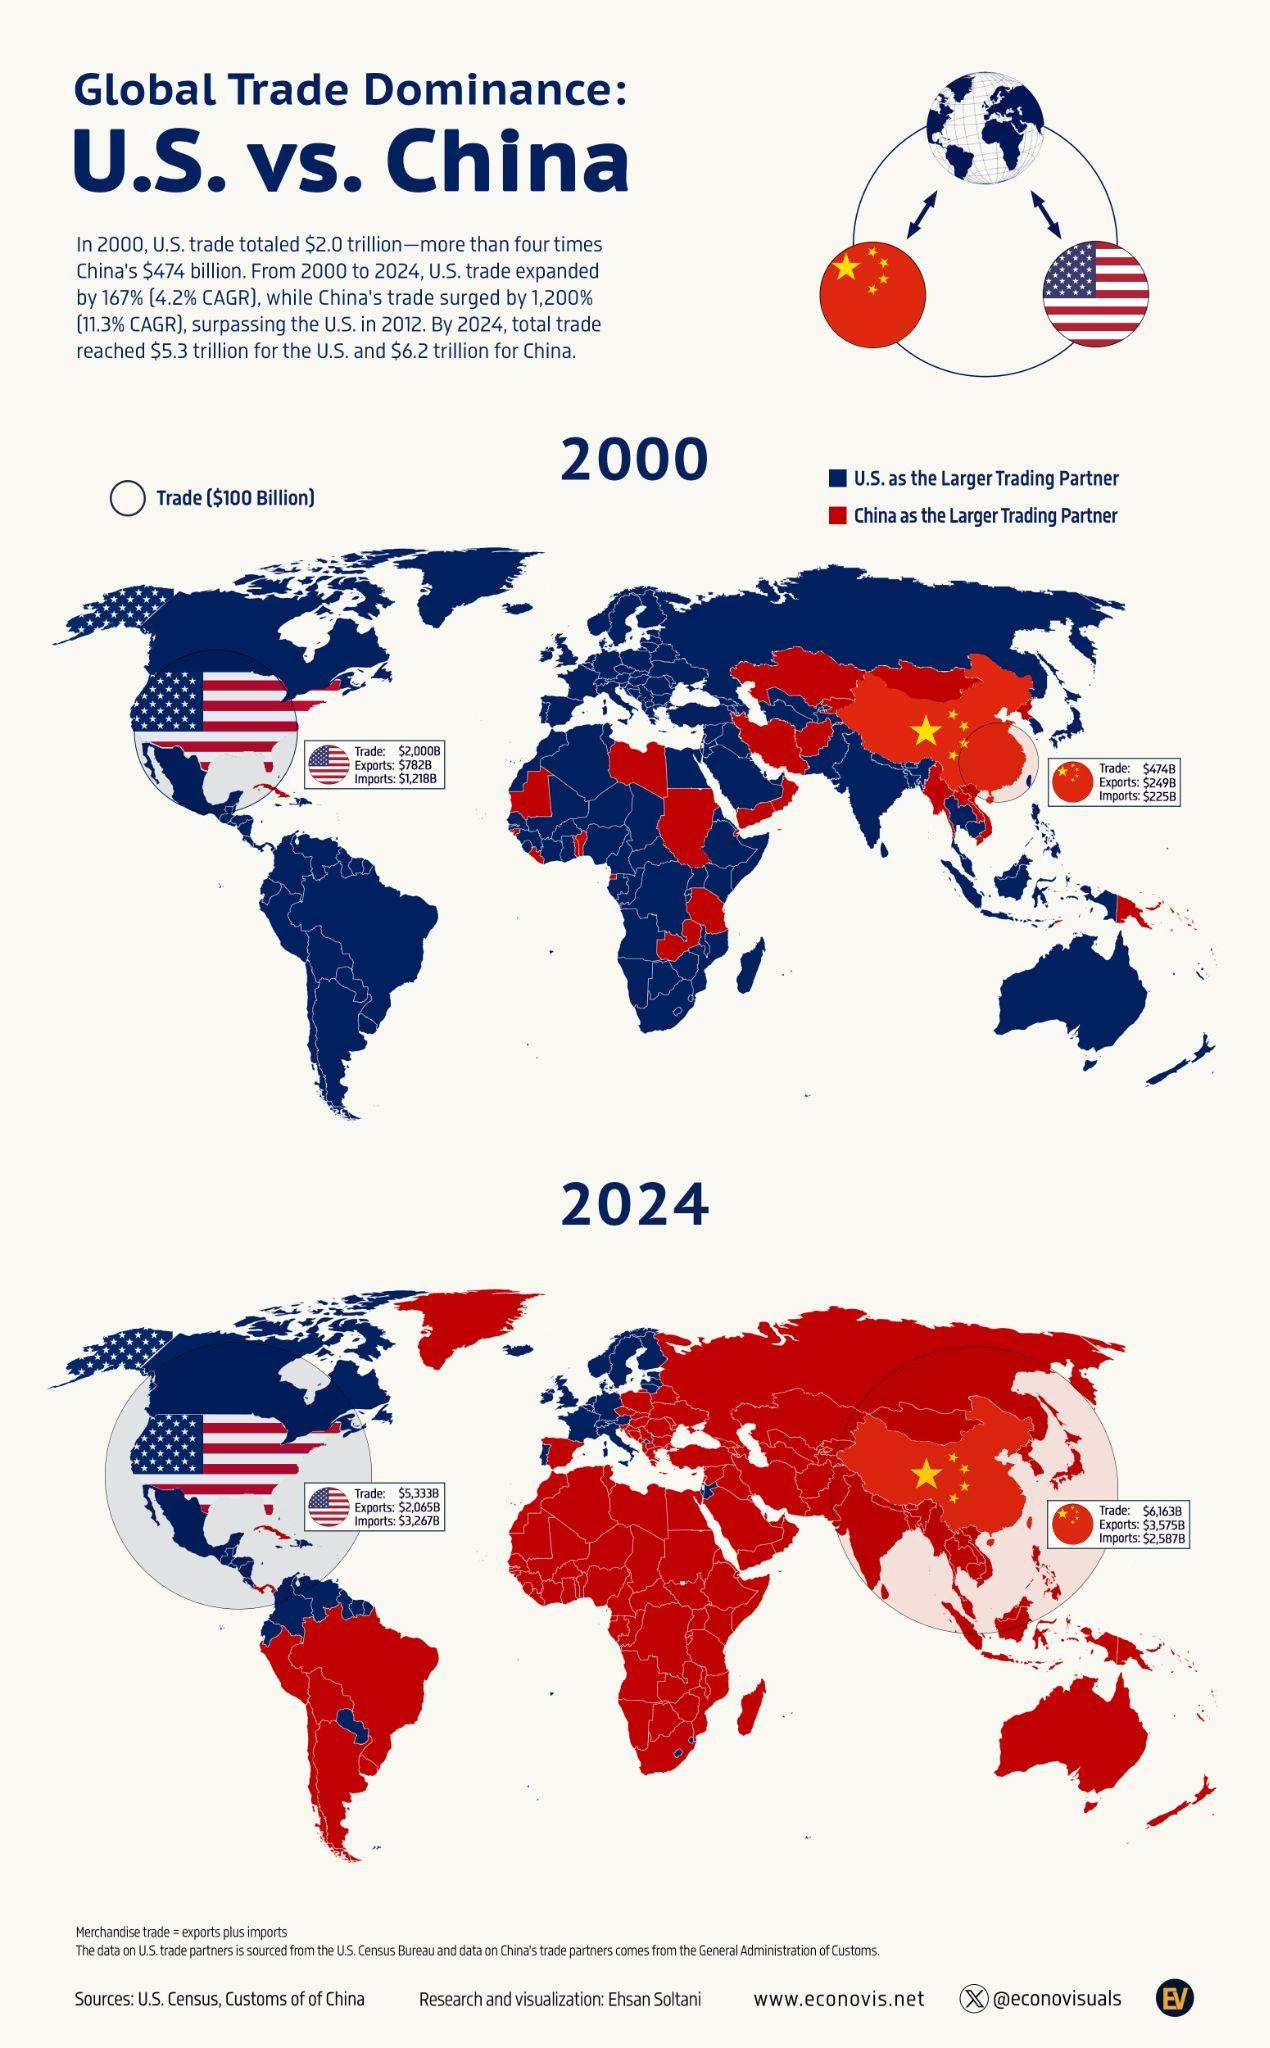 Global Trade Dominance:
U.S. vs. China
In 2000, U.S. trade totaled $2.0 trillion—more than four times
China's $474 billion. From 2000 to 2024, U.S. trade expanded
by 167% (4.2% CAGR), while China's trade surged by 1,200%
(11.3% CAGR), surpassing the U.S. in 2012. By 2024, total trade
reached $5.3 trillion for the U.S. and $6.2 trillion for China.
2000
Trade ($100 Billion)
U.S. as the Larger Trading Partner
China as the Larger Trading Partner
Trade: $2,000B
Exports: $782B
Imports: $1,218B
Trade: $474B
Exports: $249B
Imports: $225B
2024
Trade: $5,333B
Exports: $2,065B
Imports: $3,267B
Trade: $6,163B
Exports: $3,575B
Imports: $2,587B
Merchandise trade = exports plus imports
The data on U.S. trade partners is sourced from the U.S. Census Bureau and data on China's trade partners comes from the General Administration of Customs.
Sources: U.S. Census, Customs of of China
Research and visualization: Ehsan Soltani
www.econovis.net
@econovisuals
EV